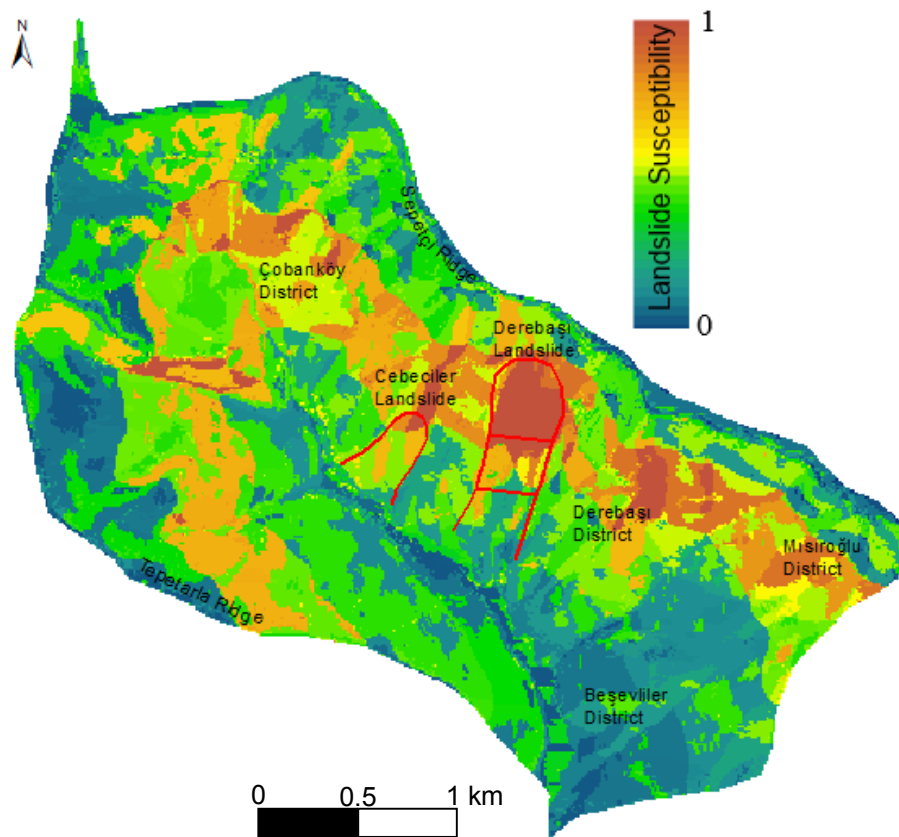 N
1
Landslide Susceptibility
0
Sepetçi Ridge
Çobanköy
District
Derebaşı
Landslide
Cebeciler
Landslide
Derebaşı
District
Mısıroğlu
District
Tepetarla Ridge
Beşevliler
District
0 0.5 1 km